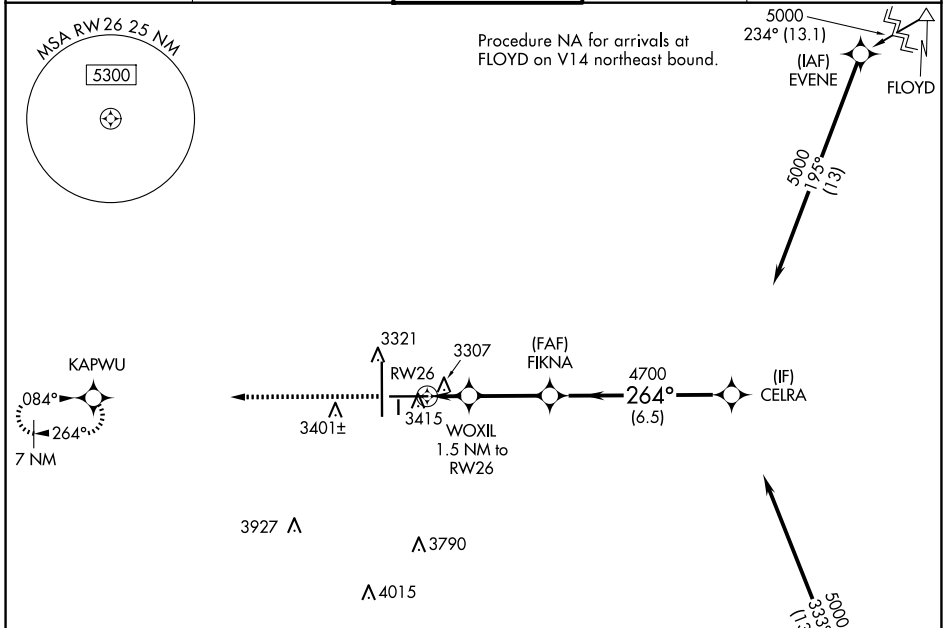 MSA RW26 25 NM
5300
Procedure NA for arrivals at
FLOYD on V14 northeast bound.
5000
234° (13.1)
(IAF)
EVENE
FLOYD
5000
195°
(13)
KAPWU
084°
264°
7 NM
3321
RW26
3307
3401±
3415
WOXIL
1.5 NM to
RW26
(FAF)
FIKNA
4700
264°
(6.5)
(IF)
CELRA
3927
3790
4015
5000
333°